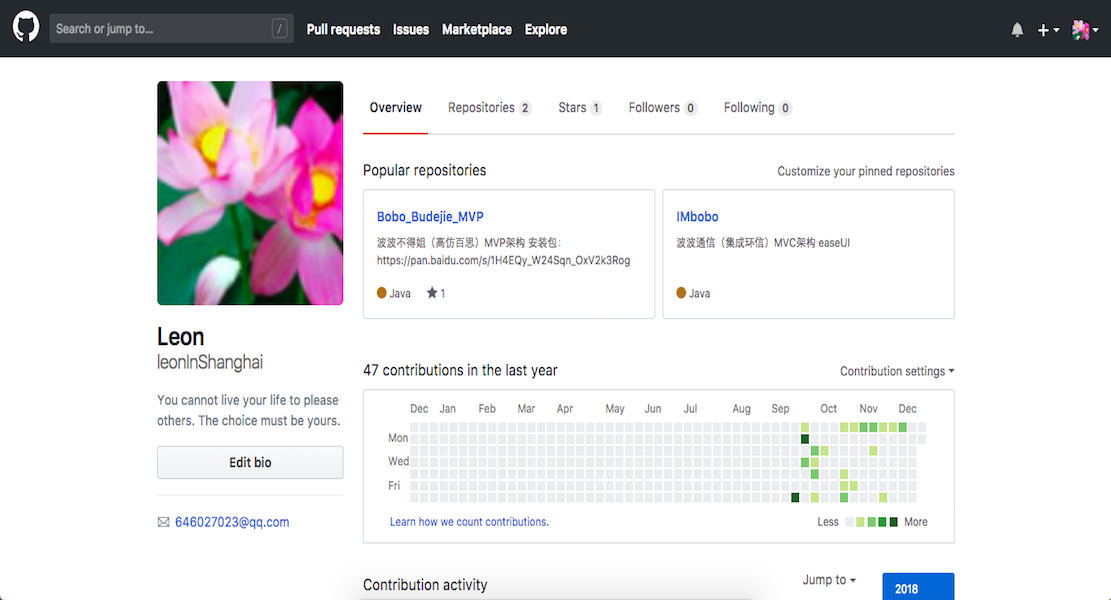 Search or jump to...
/
Pull requests
Issues
Marketplace
Explore
Overview
Repositories 2
Stars 1
Followers 0
Following 0
Popular repositories
Customize your pinned repositories
Bobo_Budejie_MVP
波波不得姐（高仿百思）MVP架构 安装包:
https://pan.baidu.com/s/1H4EQy_W24Sqn_OxV2k3Rog
Java
1
IMbobo
波波通信（集成环信）MVC架构 easeUI
Java
Leon
leonInShanghai
You cannot live your life to please
others. The choice must be yours.
Edit bio
646027023@qq.com
47 contributions in the last year
Contribution settings
Dec Jan Feb Mar Apr May Jun Jul Aug Sep Oct Nov Dec
Mon
Wed
Fri
Learn how we count contributions.
Less
More
Contribution activity
Jump to
2018